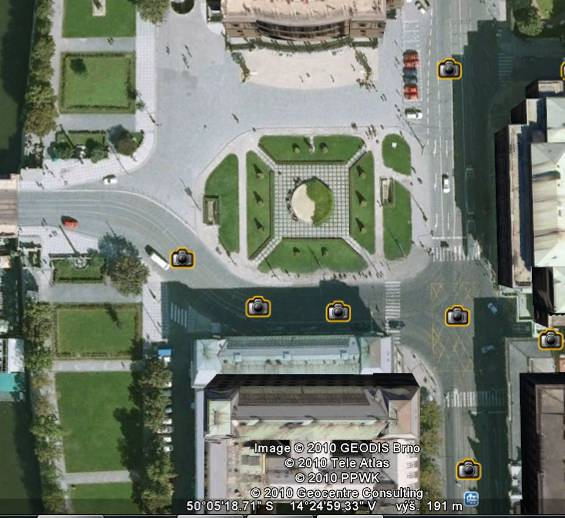 Image © 2010 GEODIS Brno
© 2010 Tele Atlas
© 2010 PPWK
© 2010 Geocentre Consulting
50°05'18.71" S 14°24'59.33" V výš. 191 m